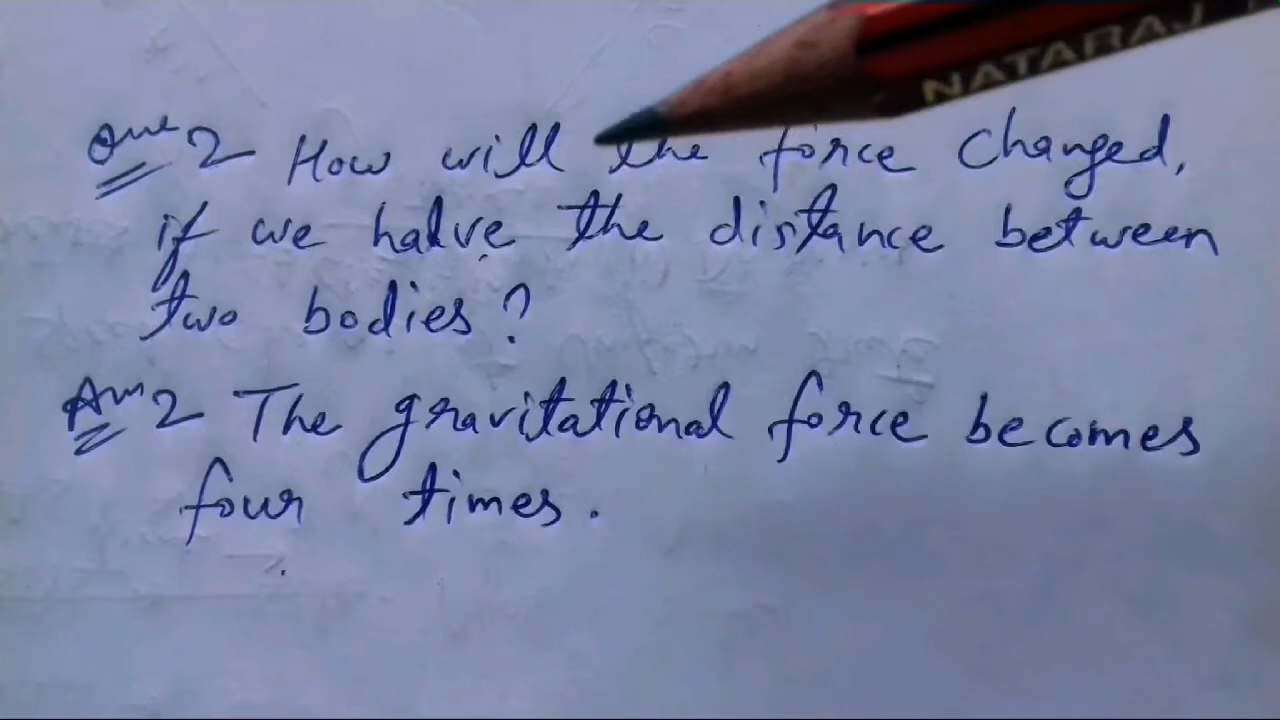 NATARAJ
Que 2 How will the force changed,
if we halve the distance between
two bodies?
Ans 2 The gravitational force becomes
four times.